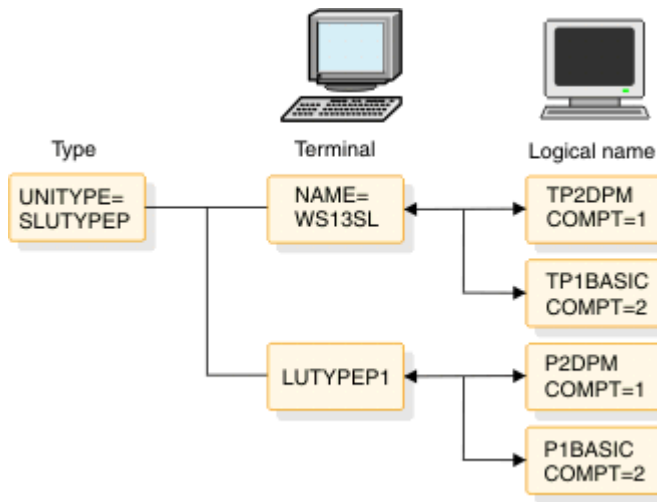 Type
Terminal
Logical name
UNITYPE=
SLUTYPEP
NAME=
WS13SL
TP2DPM
COMPT=1
TP1BASIC
COMPT=2
LUTYPEP1
P2DPM
COMPT=1
P1BASIC
COMPT=2